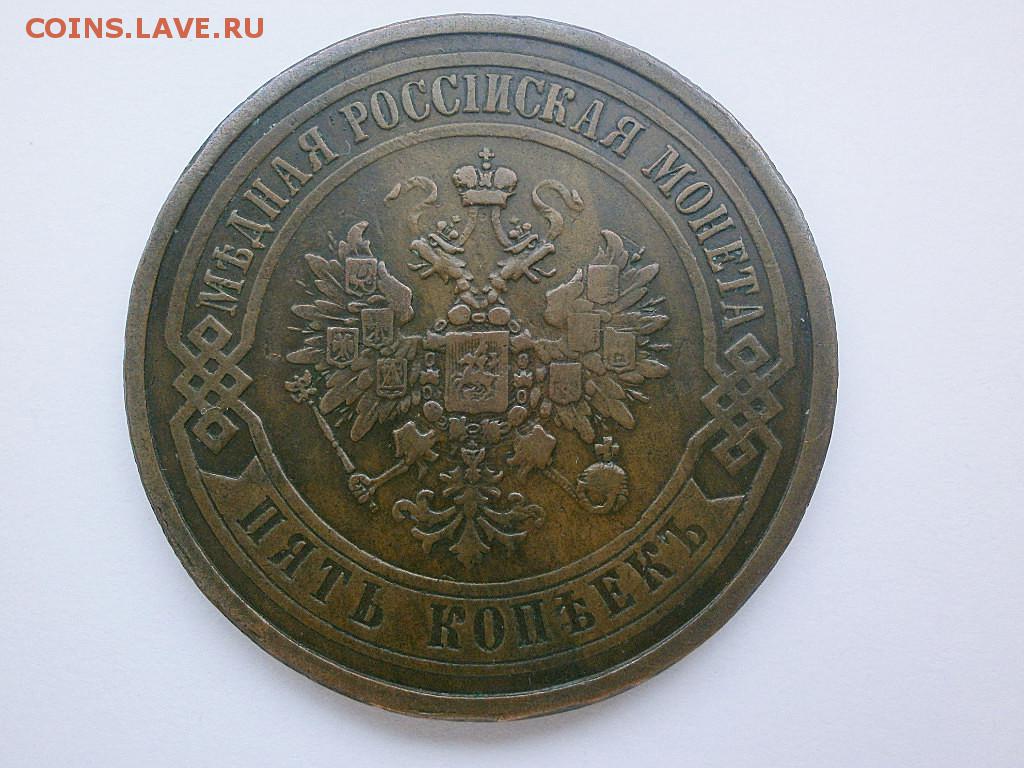 COINS.LAVE.RU
МѢДНАЯ РОССІЙСКАЯ МОНЕТА
ПЯТЬ КОПѢЕКЪ